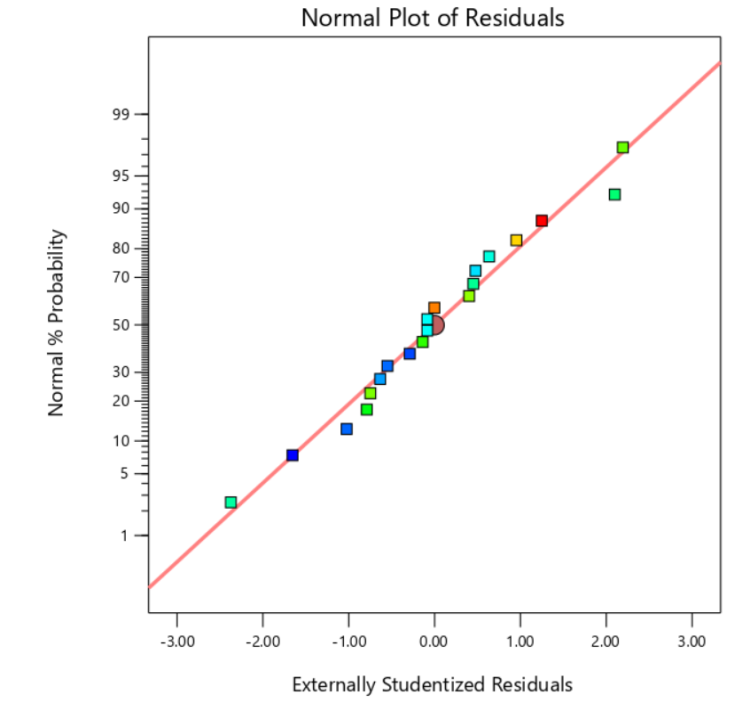 Normal Plot of Residuals
Normal % Probability
99
95
90
80
70
50
30
20
10
5
1
-3.00 -2.00 -1.00 0.00 1.00 2.00 3.00
Externally Studentized Residuals